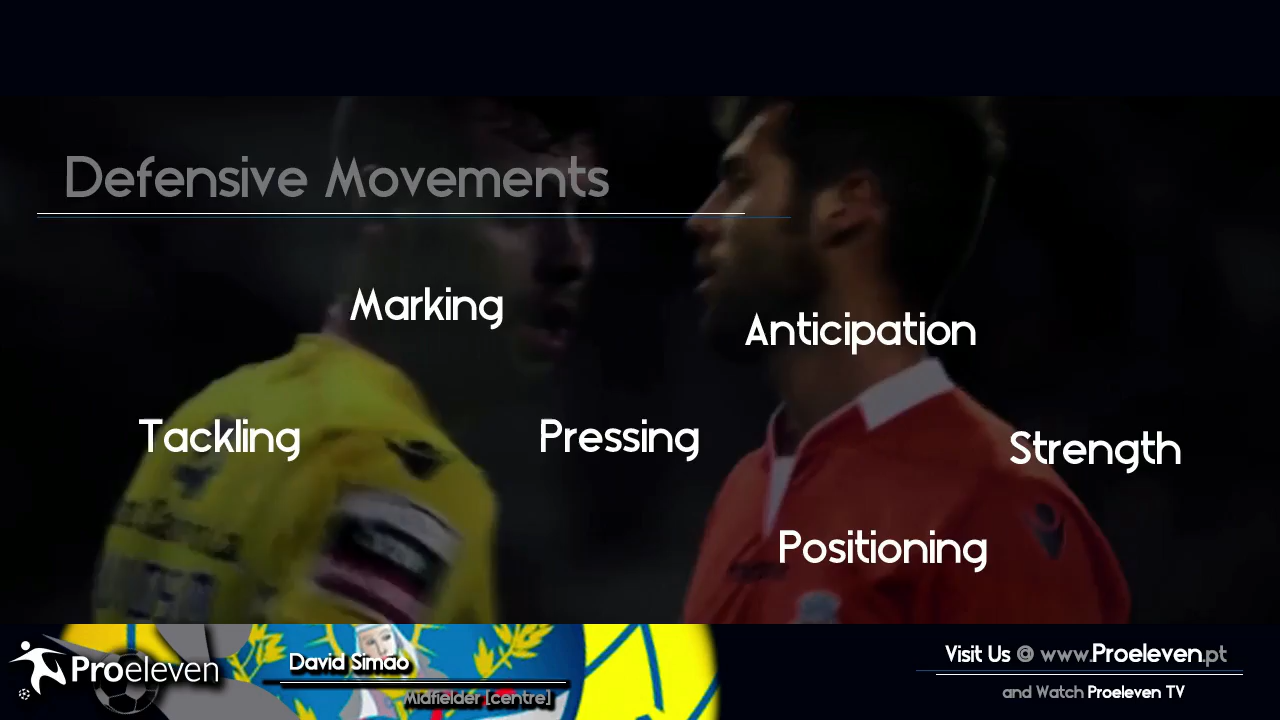 Defensive Movements
Marking
Anticipation
Tackling
Pressing
Strength
Positioning
Proeleven
David Simão
Midfielder [centre]
Visit Us @ www.Proeleven.pt
and Watch Proeleven TV